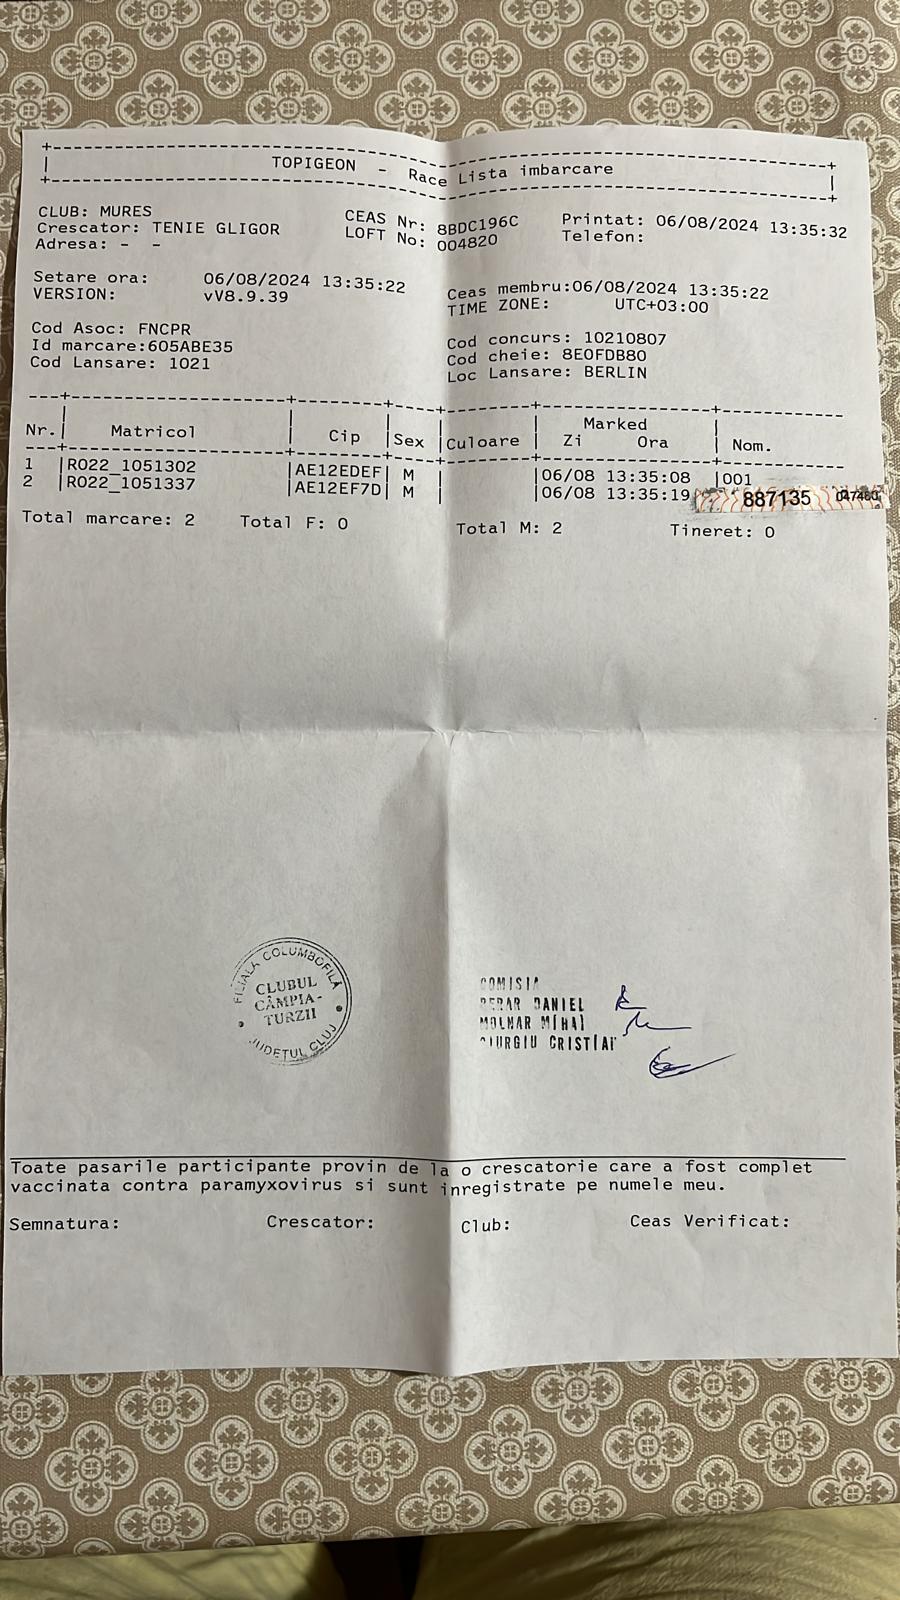 TOPIGEON - Race Lista imbarcare
CLUB: MURES
Crescator: TENIE GLIGOR
Adresa: - -
CEAS Nr: 8BDC196C
LOFT No: 004820
Printat: 06/08/2024 13:35:32
Telefon:
Setare ora: 06/08/2024 13:35:22
VERSION: vV8.9.39
Ceas membru:06/08/2024 13:35:22
TIME ZONE: UTC+03:00
Cod Asoc: FNCPR
Id marcare:605ABE35
Cod Lansare: 1021
Cod concurs: 10210807
Cod cheie: 8E0FDB80
Loc Lansare: BERLIN
Marked
Nr. Matricol Cip Sex Culoare Zi Ora Nom.
1 RO22_1051302 AE12EDEF M 06/08 13:35:08 001
2 RO22_1051337 AE12EF7D M 06/08 13:35:19
887135
Total marcare: 2 Total F: 0 Total M: 2 Tineret: 0
FILIALA COLUMBOFILĂ
CLUBUL
CÂMPIA-
TURZII
JUDEȚUL CLUJ
COMISIA
DANIEL
MOLNAR MIHAI
Toate pasarile participante provin de la o crescatorie care a fost complet
vaccinata contra paramyxovirus si sunt inregistrate pe numele meu.
Semnatura: Crescator: Club: Ceas Verificat: